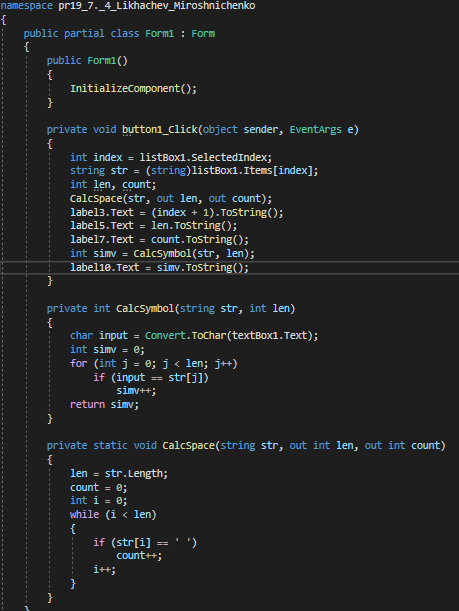 namespace pr19_7._4_Likhachev_Miroshnichenko
{
    public partial class Form1 : Form
    {
        public Form1()
        {
            InitializeComponent();
        }

        private void button1_Click(object sender, EventArgs e)
        {
            int index = listBox1.SelectedIndex;
            string str = (string)listBox1.Items[index];
            int len, count;
            CalcSpace(str, out len, out count);
            label3.Text = (index + 1).ToString();
            label5.Text = len.ToString();
            label7.Text = count.ToString();
            int simv = CalcSymbol(str, len);
            label10.Text = simv.ToString();
        }

        private int CalcSymbol(string str, int len)
        {
            char input = Convert.ToChar(textBox1.Text);
            int simv = 0;
            for (int j = 0; j < len; j++)
                if (input == str[j])
                    simv++;
            return simv;
        }

        private static void CalcSpace(string str, out int len, out int count)
        {
            len = str.Length;
            count = 0;
            int i = 0;
            while (i < len)
            {
                if (str[i] == ' ')
                    count++;
                i++;
            }
        }
    }